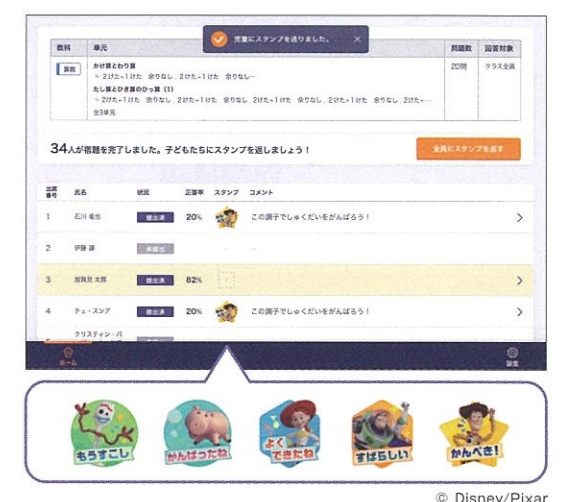 児童にスタンプを送りました。 ×
教科 単元 問題数 回答対象
算数 かけ算とわり算 20問 クラス全員
└ 2けた÷1けた 余りなし, 2けた÷1けた 余りなし…
たし算とひき算のひっ算 (1)
└ 2けた÷1けた 余りなし, 2けた÷1けた 余りなし, 2けた÷1けた 余りなし, 2けた÷…
全3単元
34人が宿題を完了しました。子どもたちにスタンプを返しましょう！ 全員にスタンプを返す
出席番号 氏名 状況 正答率 スタンプ コメント
1 石川 竜也 提出済 20% この調子でしゅくだいをがんばろう！
2 伊藤 謙 未提出 - -
3 加賀見 太郎 提出済 82%
4 チェ・スンア 提出済 20% この調子でしゅくだいをがんばろう！
クリスティン・パ
ホーム 設定
もうすこし がんばったね よくできたね すばらしい かんぺき!
© Disney/Pixar